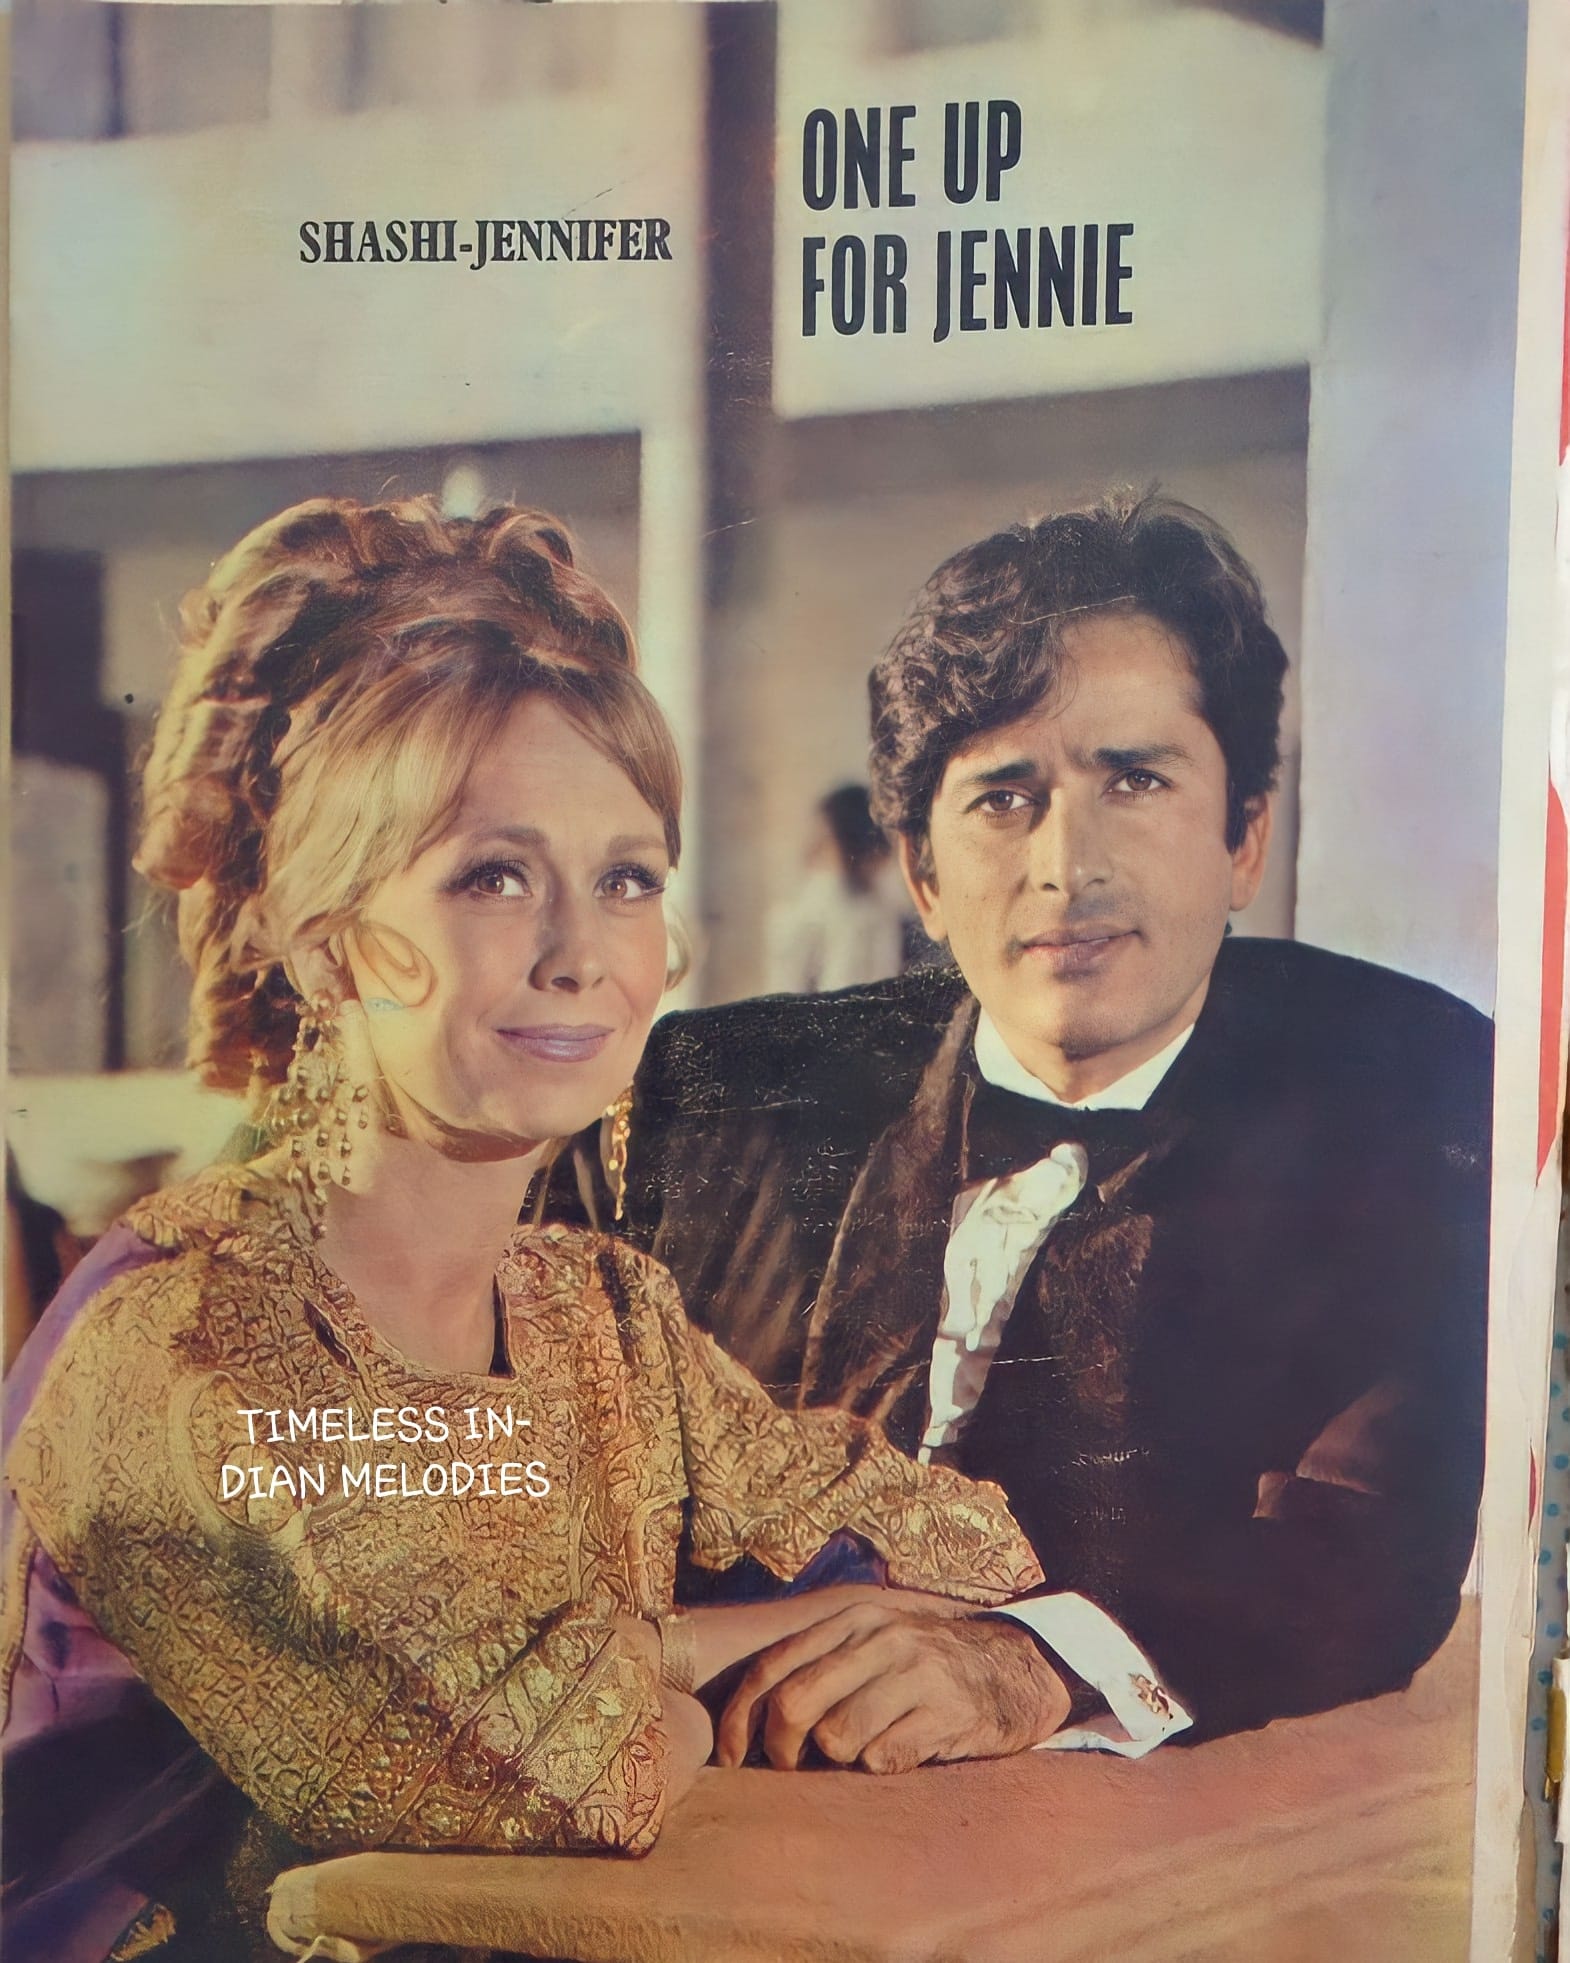 ONE UP
FOR JENNIE
SHASHI-JENNIFER
TIMELESS IN-
DIAN MELODIES